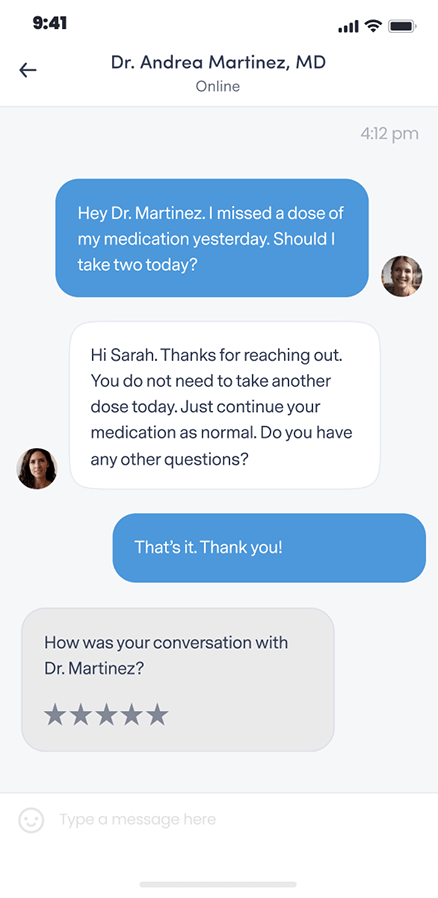 9:41
Dr. Andrea Martinez, MD
Online
4:12 pm
Hey Dr. Martinez. I missed a dose of
my medication yesterday. Should I
take two today?
Hi Sarah. Thanks for reaching out.
You do not need to take another
dose today. Just continue your
medication as normal. Do you have
any other questions?
That’s it. Thank you!
How was your conversation with
Dr. Martinez?
Type a message here